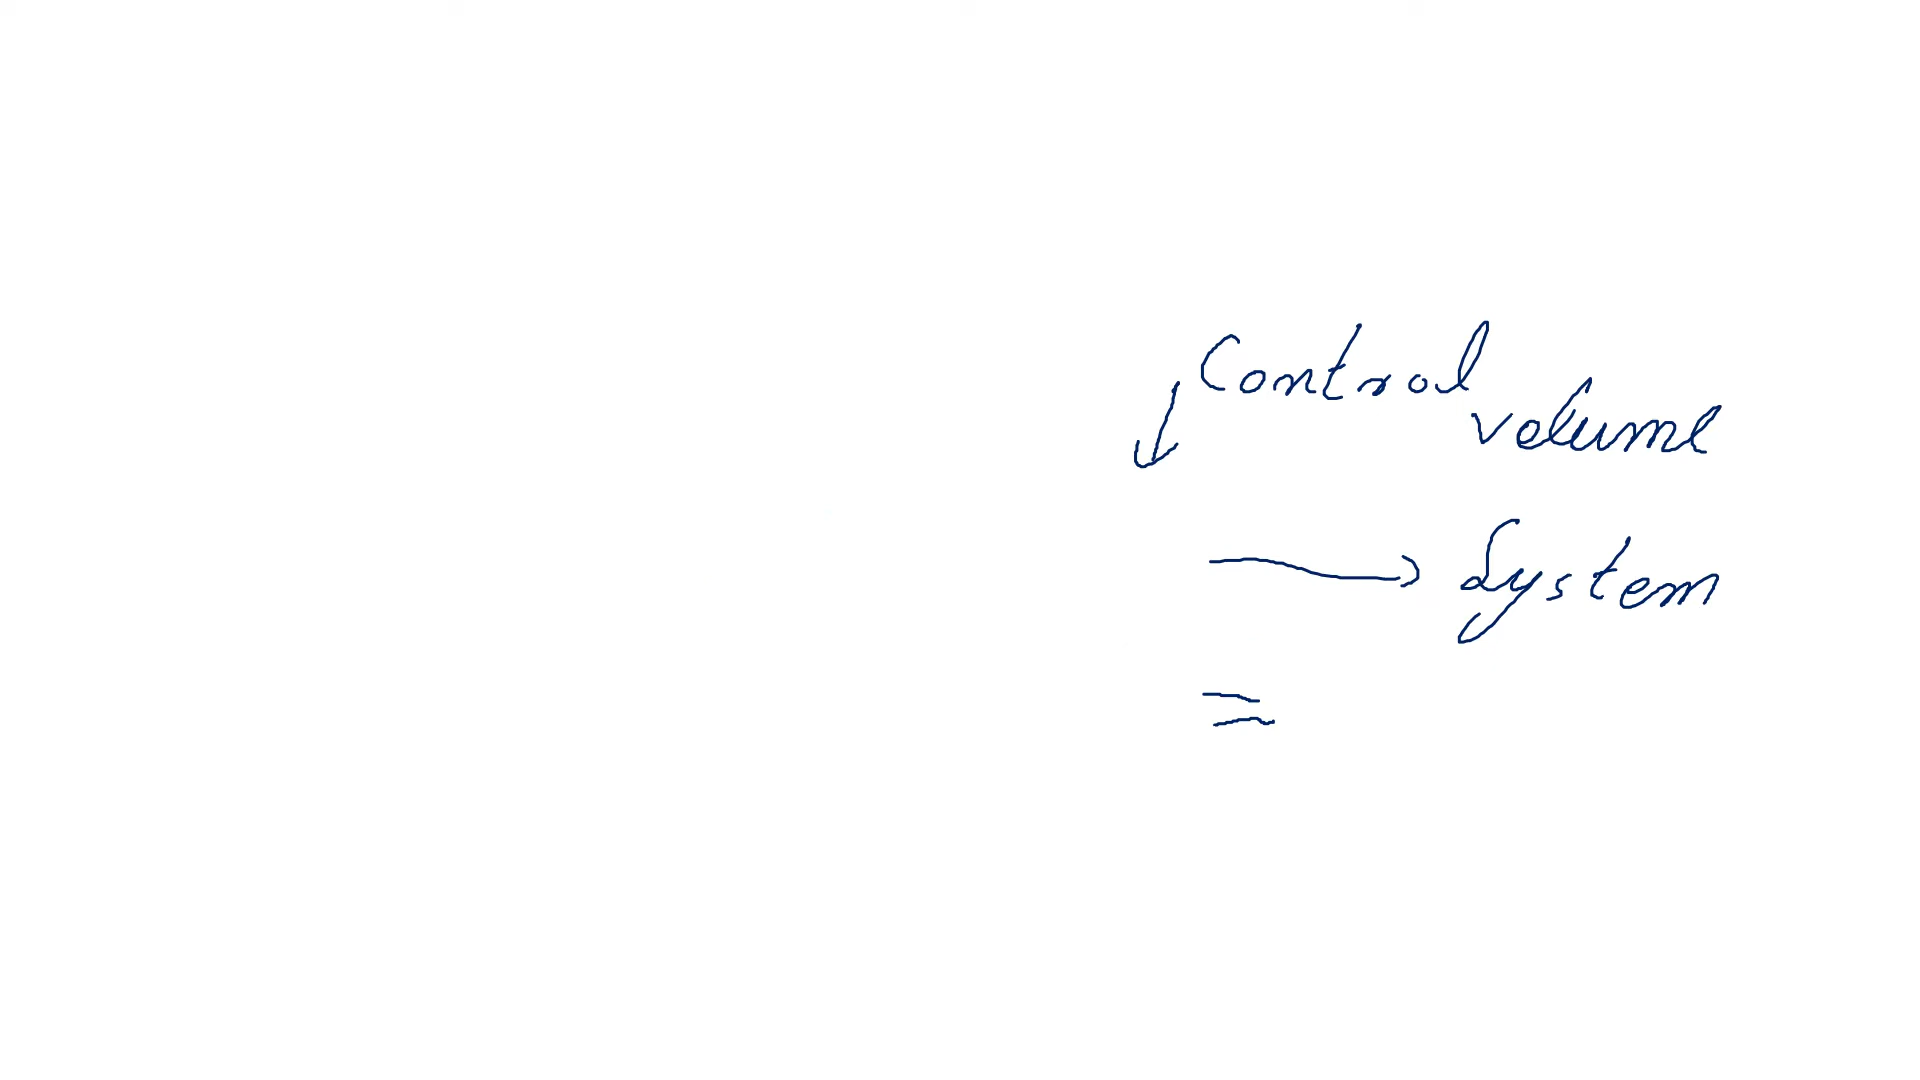 Control
volume
System
=